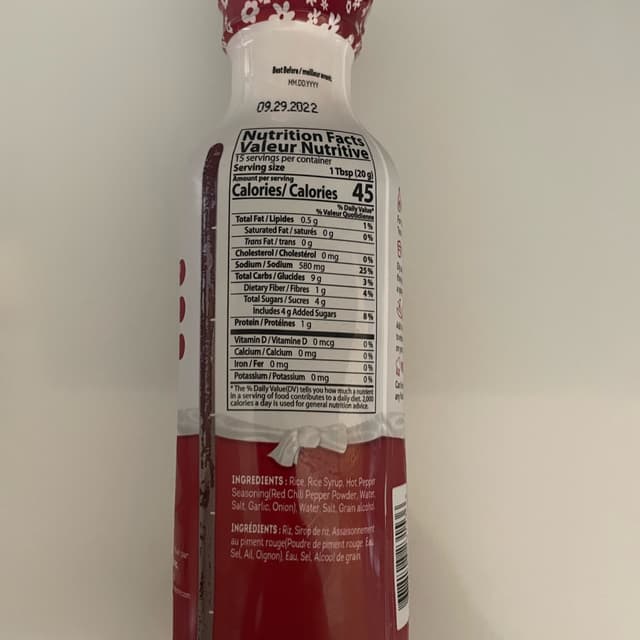 Best Before / meilleur avant:
MM.DD.YYYY
09.29.2022
Nutrition Facts
Valeur Nutritive
15 servings per container
Serving size 1 Tbsp (20 g)
Amount per serving
Calories/ Calories 45
% Daily Value*
% Valeur Quotidienne
Total Fat / Lipides 0.5 g 1%
Saturated Fat / saturés 0 g 0%
Trans Fat / trans 0 g
Cholesterol / Cholestérol 0 mg 0%
Sodium / Sodium 580 mg 25%
Total Carbs / Glucides 9 g 3%
Dietary Fiber / Fibres 1 g 4%
Total Sugars / Sucres 4 g
Includes 4 g Added Sugars 8%
Protein / Protéines 1 g
Vitamin D / Vitamine D 0 mcg 0%
Calcium / Calcium 0 mg 0%
Iron / Fer 0 mg 0%
Potassium / Potassium 0 mg 0%
* The % Daily Value(DV) tells you how much a nutrient
in a serving of food contributes to a daily diet. 2,000
calories a day is used for general nutrition advice.
INGREDIENTS : Rice, Rice Syrup, Hot Pepper
Seasoning(Red Chili Pepper Powder, Water,
Salt, Garlic, Onion), Water, Salt, Grain alcohol
INGRÉDIENTS : Riz, Sirop de riz, Assaisonnement
au piment rouge(Poudre de piment rouge, Eau,
Sel, Ail, Oignon), Eau, Sel, Alcool de grain